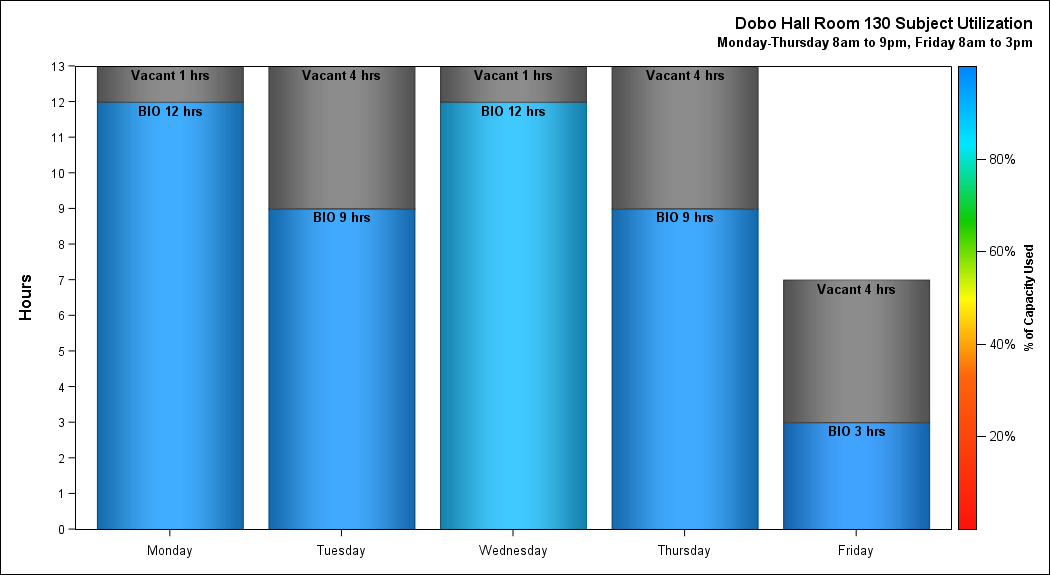 Dobo Hall Room 130 Subject Utilization
Monday-Thursday 8am to 9pm, Friday 8am to 3pm
Hours
13
12
11
10
9
8
7
6
5
4
3
2
1
0
Vacant 1 hrs
BIO 12 hrs
Vacant 4 hrs
BIO 9 hrs
Vacant 1 hrs
BIO 12 hrs
Vacant 4 hrs
BIO 9 hrs
Vacant 4 hrs
BIO 3 hrs
Monday
Tuesday
Wednesday
Thursday
Friday
80%
60%
40%
20%
% of Capacity Used